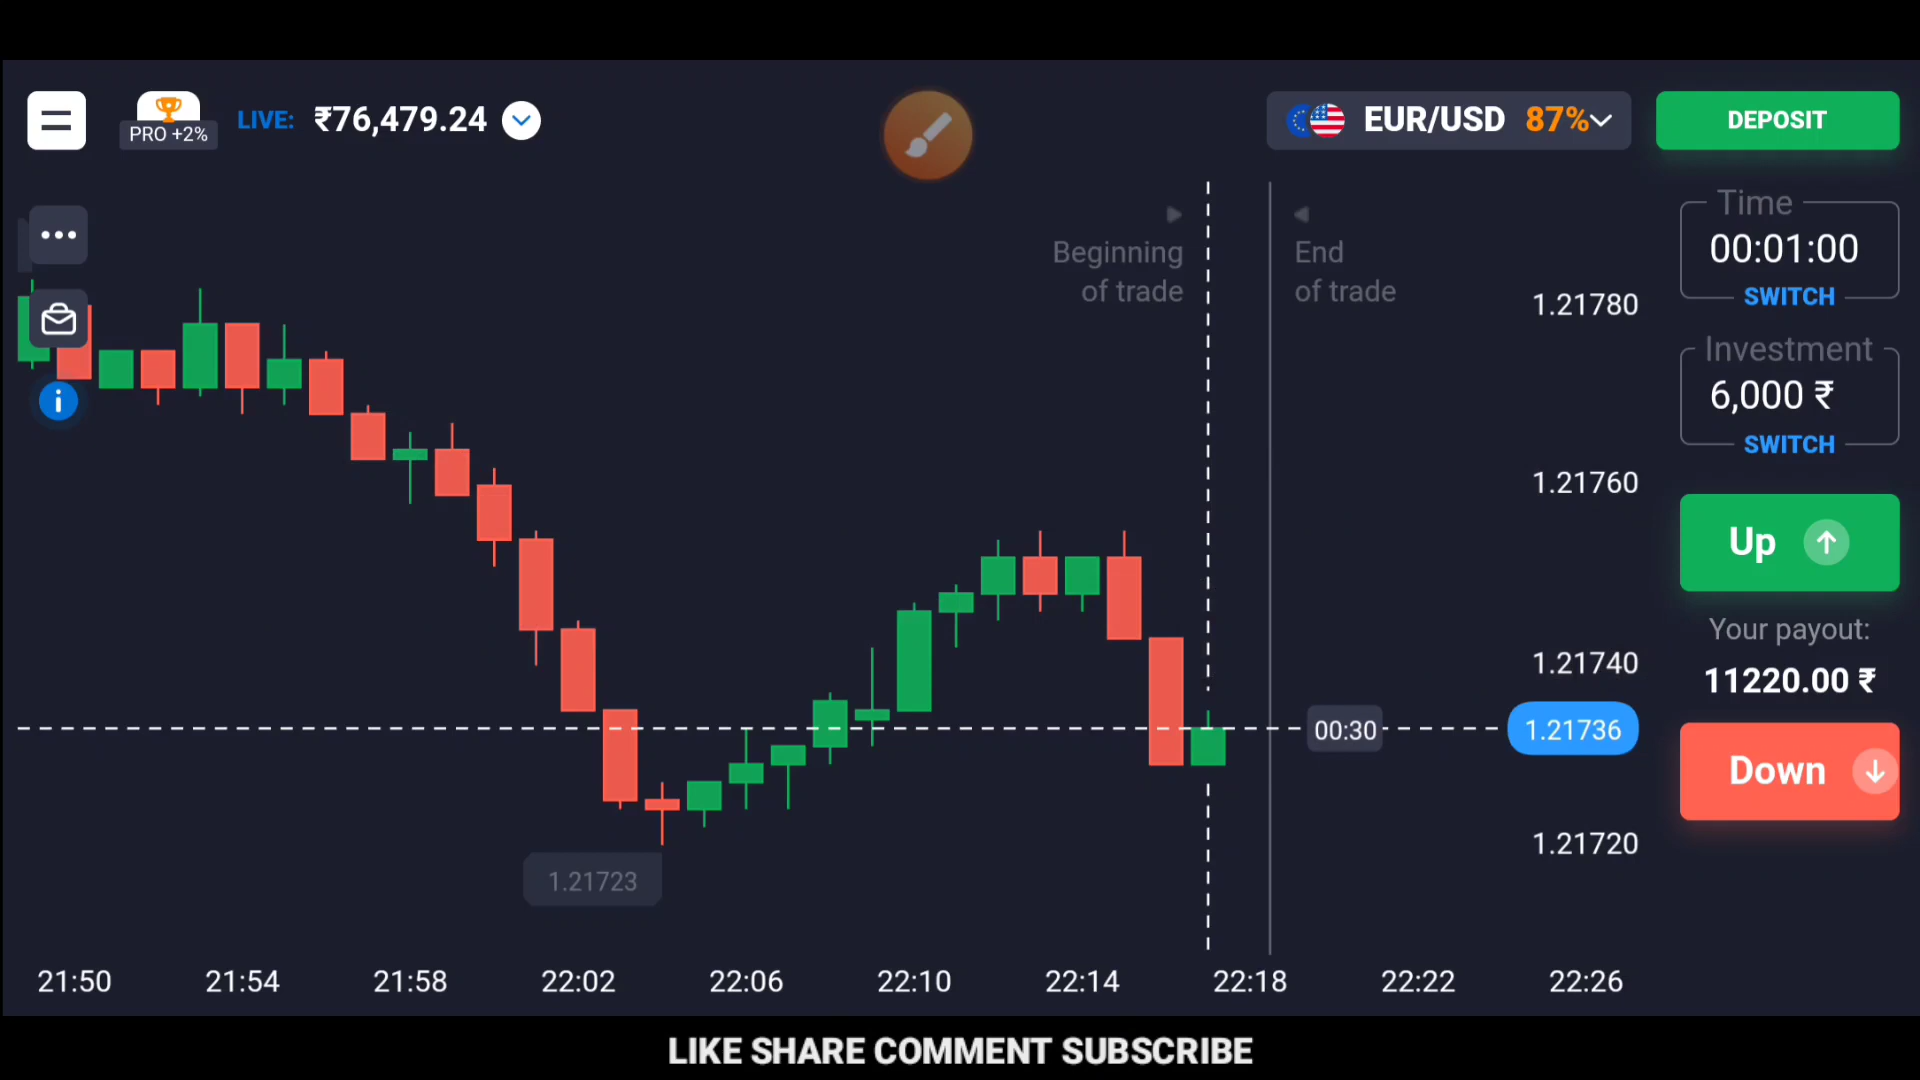 PRO +2%
LIVE: ₹76,479.24
EUR/USD 87%
DEPOSIT
Beginning
of trade
End
of trade
Time
00:01:00
SWITCH
Investment
6,000 ₹
SWITCH
Up
Your payout:
11220.00 ₹
Down
1.21780
1.21760
1.21740
00:30
1.21736
1.21720
1.21723
21:50 21:54 21:58 22:02 22:06 22:10 22:14 22:18 22:22 22:26
LIKE SHARE COMMENT SUBSCRIBE